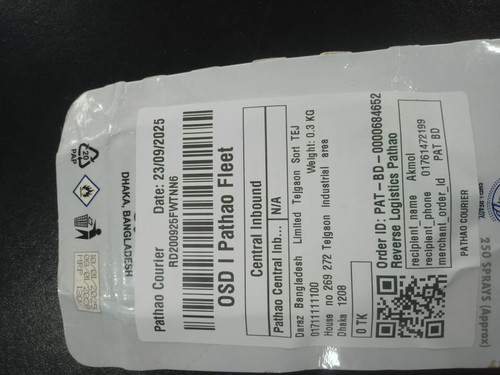 Pathao Courier Date: 23/09/2025
RD200925FWTNN6
OSD I Pathao Fleet
Central Inbound
Pathao Central Inb... N/A
Daraz Bangladesh Limited Tejgaon Sort TEJ
01711111100 Weight: 0.3 KG
House no 269 272 Tejgaon Industrial area
Dhaka 1208
0 TK
Order ID: PAT-BD-0000684652
Reverse Logistics Pathao
recipient_name Akmol
recipient_phone 01761472199
merchant_order_id PAT BD
PATHAO COURIER
250 SPRAYS (Approx)
DHAKA, BANGLADESH
PAP